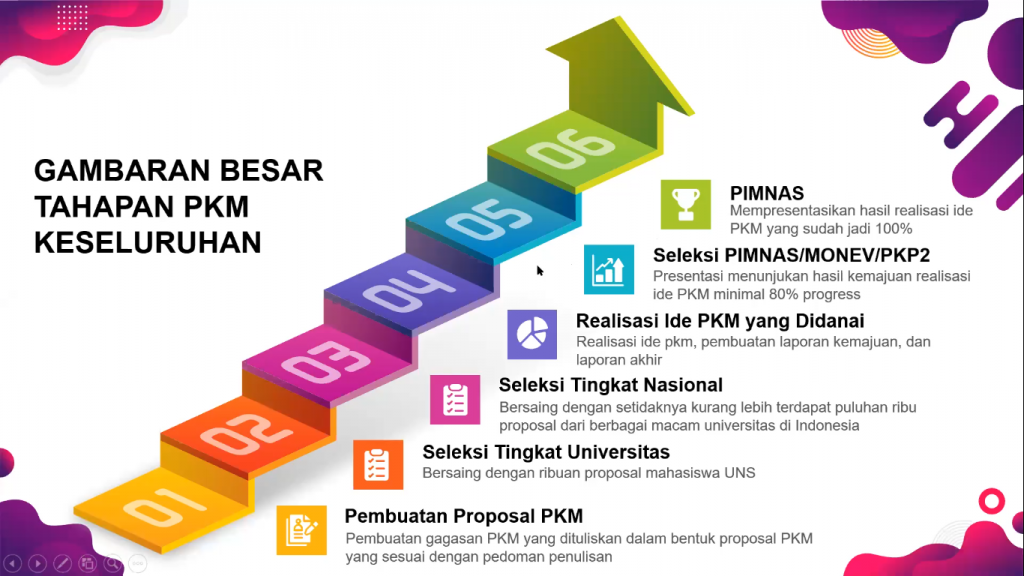 GAMBARAN BESAR
TAHAPAN PKM
KESELURUHAN
06
PIMNAS
Mempresentasikan hasil realisasi ide
PKM yang sudah jadi 100%
05
Seleksi PIMNAS/MONEV/PKP2
Presentasi menunjukan hasil kemajuan realisasi
ide PKM minimal 80% progress
04
Realisasi Ide PKM yang Didanai
Realisasi ide pkm, pembuatan laporan kemajuan, dan
laporan akhir
03
Seleksi Tingkat Nasional
Bersaing dengan setidaknya kurang lebih terdapat puluhan ribu
proposal dari berbagai macam universitas di Indonesia
02
Seleksi Tingkat Universitas
Bersaing dengan ribuan proposal mahasiswa UNS
01
Pembuatan Proposal PKM
Pembuatan gagasan PKM yang dituliskan dalam bentuk proposal PKM
yang sesuai dengan pedoman penulisan